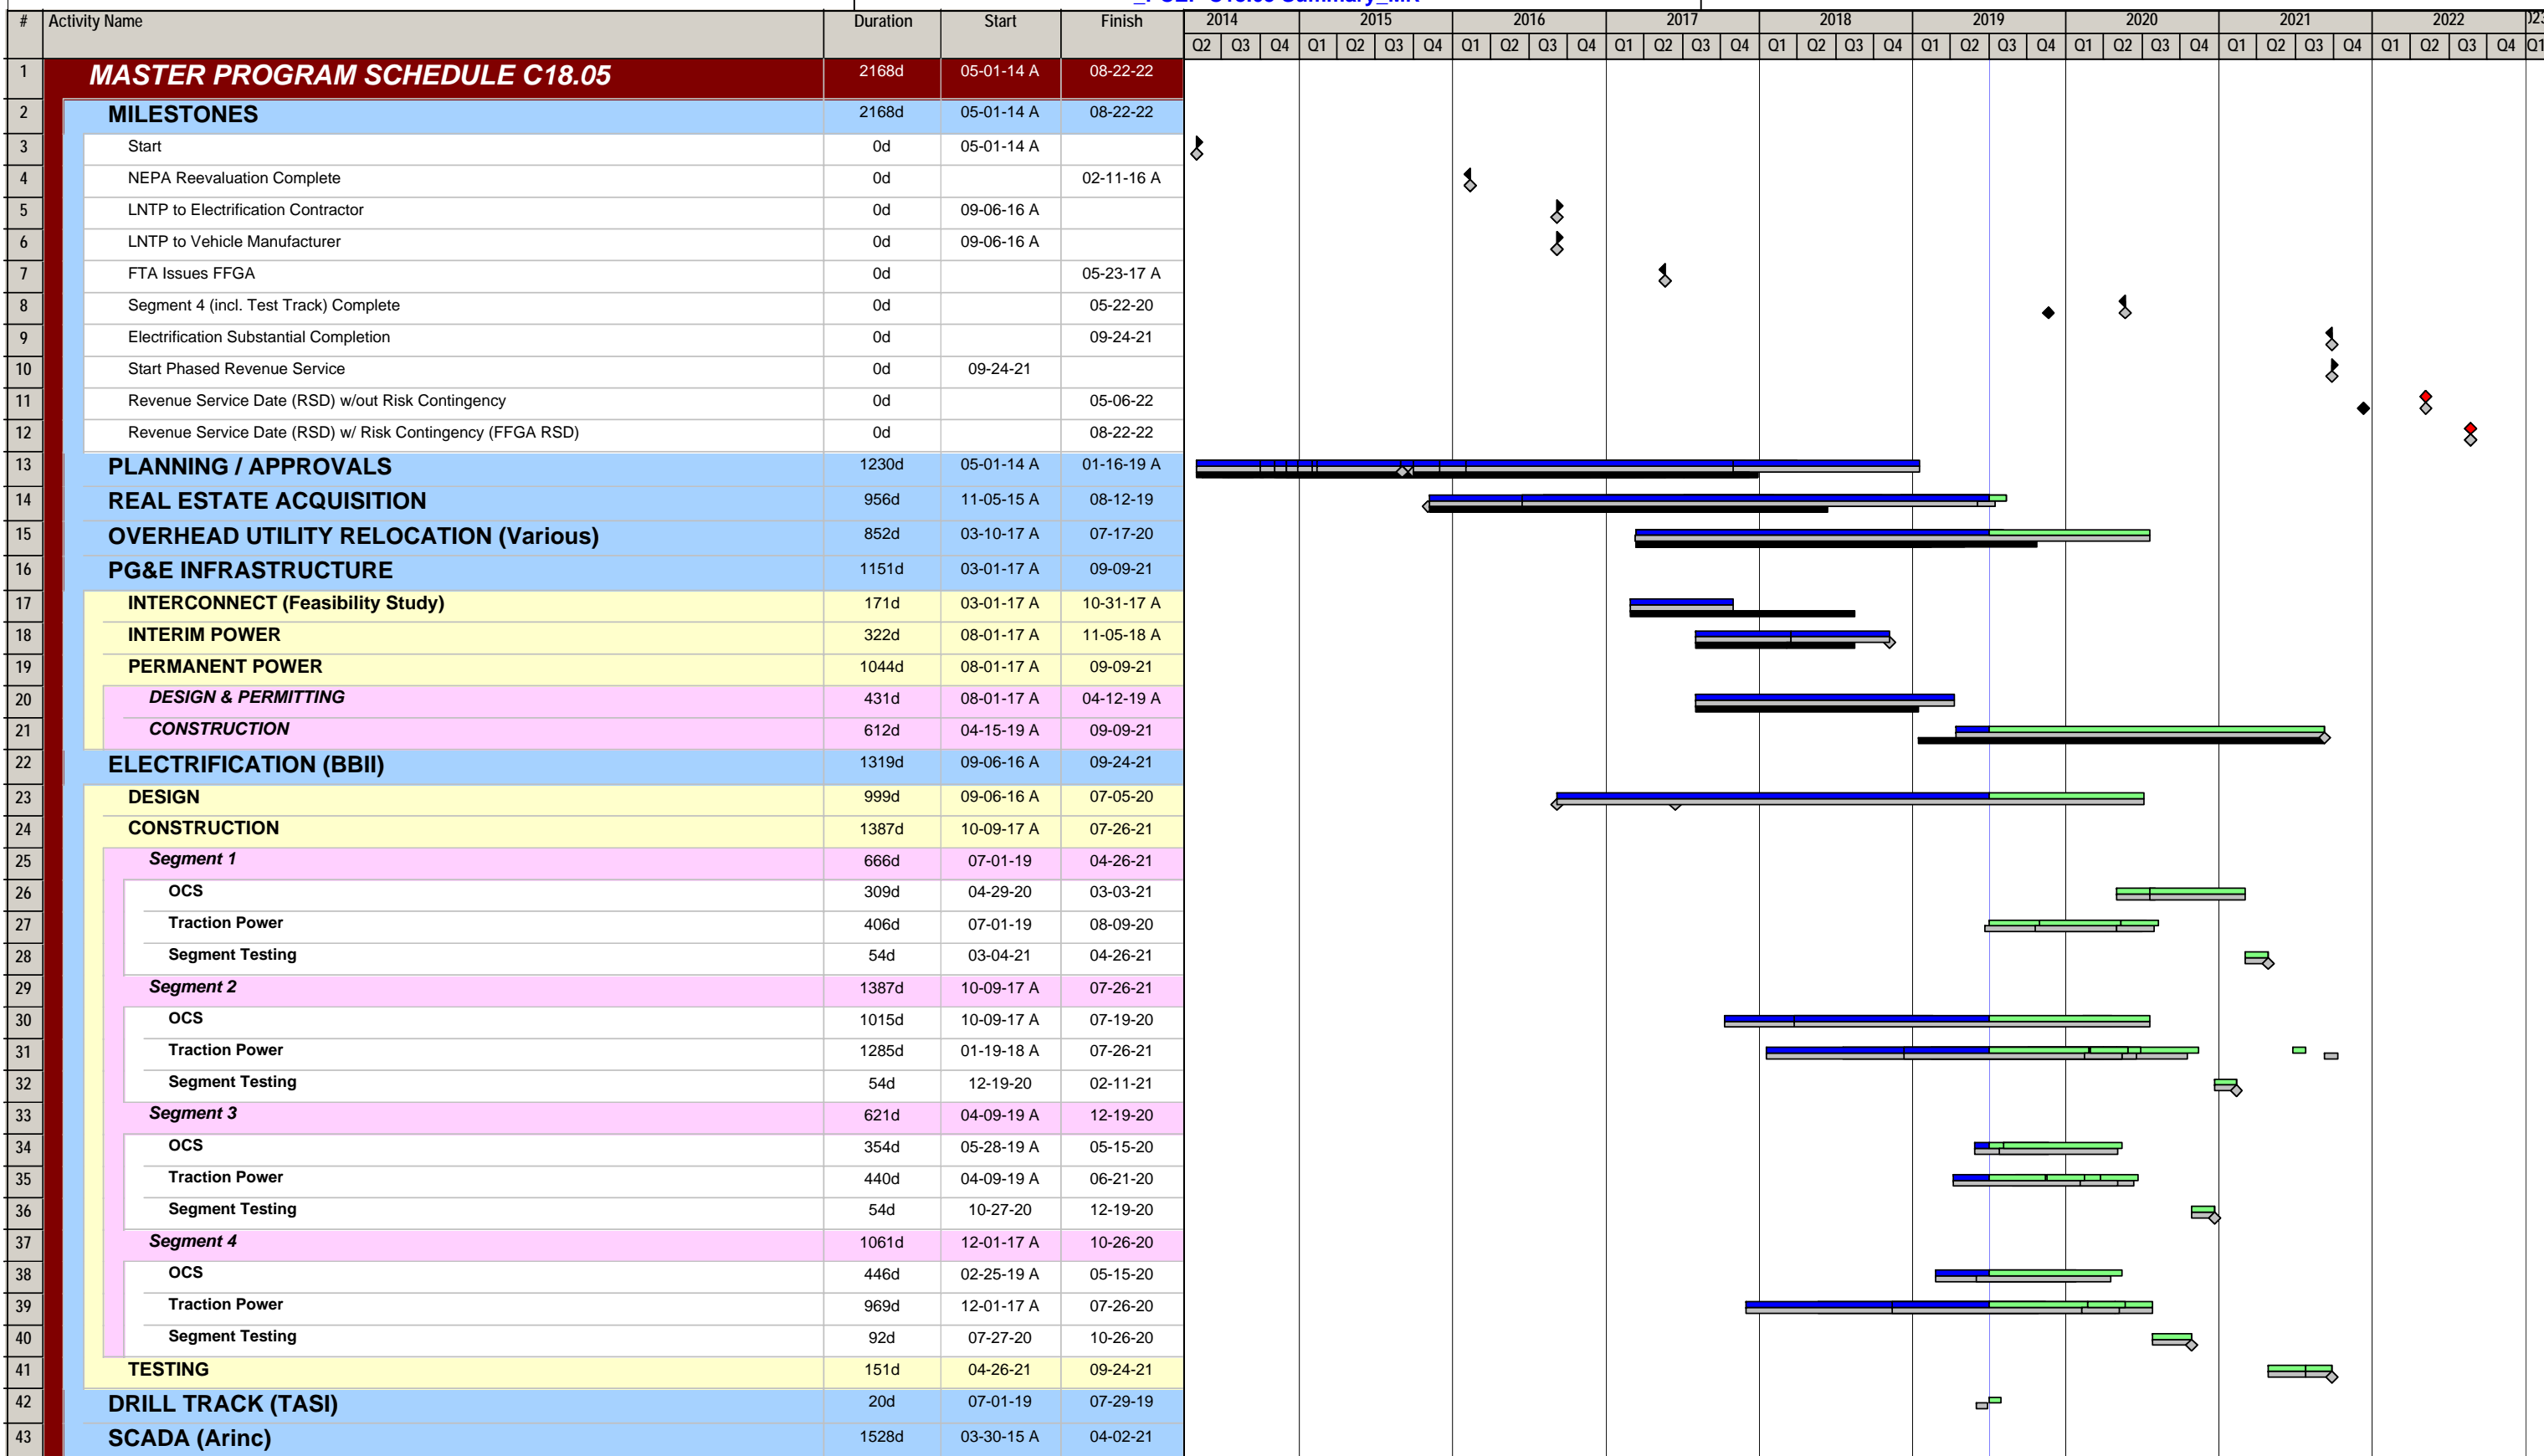 # Activity Name Duration Start Finish 2014 2015 2016 2017 2018 2019 2020 2021 2022
Q2 Q3 Q4 Q1 Q2 Q3 Q4 Q1 Q2 Q3 Q4 Q1 Q2 Q3 Q4 Q1 Q2 Q3 Q4 Q1 Q2 Q3 Q4 Q1 Q2 Q3 Q4 Q1 Q2 Q3 Q4 Q1 Q2 Q3 Q4 Q1
1 MASTER PROGRAM SCHEDULE C18.05 2168d 05-01-14 A 08-22-22
2 MILESTONES 2168d 05-01-14 A 08-22-22
3 Start 0d 05-01-14 A
4 NEPA Reevaluation Complete 0d 02-11-16 A
5 LNTP to Electrification Contractor 0d 09-06-16 A
6 LNTP to Vehicle Manufacturer 0d 09-06-16 A
7 FTA Issues FFGA 0d 05-23-17 A
8 Segment 4 (incl. Test Track) Complete 0d 05-22-20
9 Electrification Substantial Completion 0d 09-24-21
10 Start Phased Revenue Service 0d 09-24-21
11 Revenue Service Date (RSD) w/out Risk Contingency 0d 05-06-22
12 Revenue Service Date (RSD) w/ Risk Contingency (FFGA RSD) 0d 08-22-22
13 PLANNING / APPROVALS 1230d 05-01-14 A 01-16-19 A
14 REAL ESTATE ACQUISITION 956d 11-05-15 A 08-12-19
15 OVERHEAD UTILITY RELOCATION (Various) 852d 03-10-17 A 07-17-20
16 PG&E INFRASTRUCTURE 1151d 03-01-17 A 09-09-21
17 INTERCONNECT (Feasibility Study) 171d 03-01-17 A 10-31-17 A
18 INTERIM POWER 322d 08-01-17 A 11-05-18 A
19 PERMANENT POWER 1044d 08-01-17 A 09-09-21
20 DESIGN & PERMITTING 431d 08-01-17 A 04-12-19 A
21 CONSTRUCTION 612d 04-15-19 A 09-09-21
22 ELECTRIFICATION (BBII) 1319d 09-06-16 A 09-24-21
23 DESIGN 999d 09-06-16 A 07-05-20
24 CONSTRUCTION 1387d 10-09-17 A 07-26-21
25 Segment 1 666d 07-01-19 04-26-21
26 OCS 309d 04-29-20 03-03-21
27 Traction Power 406d 07-01-19 08-09-20
28 Segment Testing 54d 03-04-21 04-26-21
29 Segment 2 1387d 10-09-17 A 07-26-21
30 OCS 1015d 10-09-17 A 07-19-20
31 Traction Power 1285d 01-19-18 A 07-26-21
32 Segment Testing 54d 12-19-20 02-11-21
33 Segment 3 621d 04-09-19 A 12-19-20
34 OCS 354d 05-28-19 A 05-15-20
35 Traction Power 440d 04-09-19 A 06-21-20
36 Segment Testing 54d 10-27-20 12-19-20
37 Segment 4 1061d 12-01-17 A 10-26-20
38 OCS 446d 02-25-19 A 05-15-20
39 Traction Power 969d 12-01-17 A 07-26-20
40 Segment Testing 92d 07-27-20 10-26-20
41 TESTING 151d 04-26-21 09-24-21
42 DRILL TRACK (TASI) 20d 07-01-19 07-29-19
43 SCADA (Arinc) 1528d 03-30-15 A 04-02-21